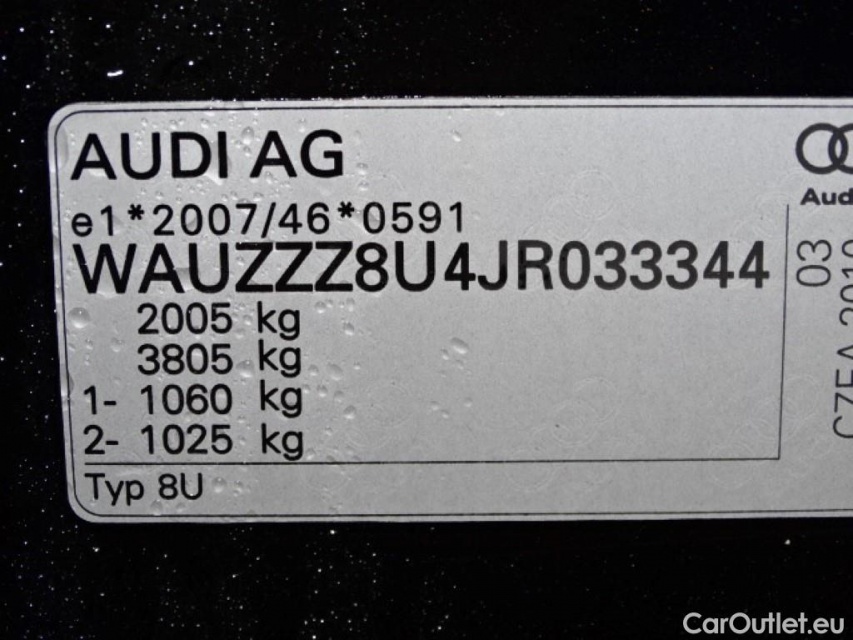 AUDI AG
e1*2007/46*0591
WAUZZZ8U4JR033344
2005 kg
3805 kg
1- 1060 kg
2- 1025 kg
Typ 8U
Aud
03
CarOutlet.eu